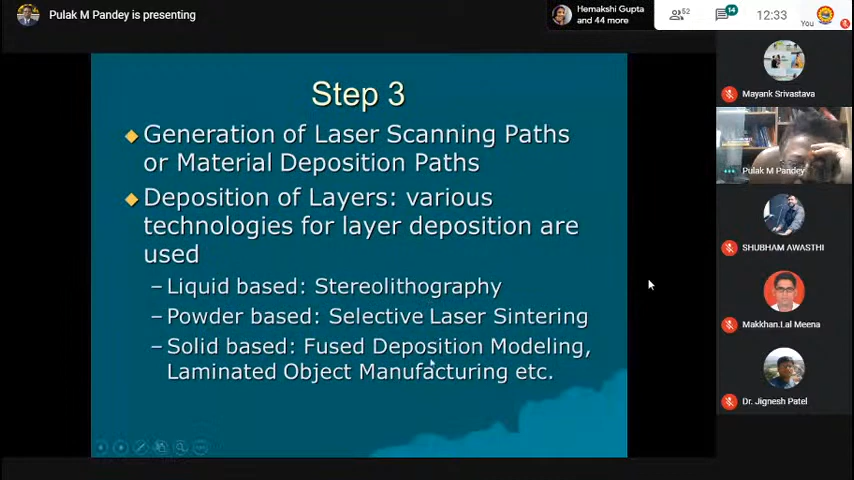 Pulak M Pandey is presenting
Hemakshi Gupta
and 44 more
52
14
12:33
You
Step 3
Generation of Laser Scanning Paths
or Material Deposition Paths
Deposition of Layers: various
technologies for layer deposition are
used
– Liquid based: Stereolithography
– Powder based: Selective Laser Sintering
– Solid based: Fused Deposition Modeling,
Laminated Object Manufacturing etc.
Mayank Srivastava
Pulak M Pandey
SHUBHAM AWASTHI
Makkhan.Lal Meena
Dr. Jignesh Patel